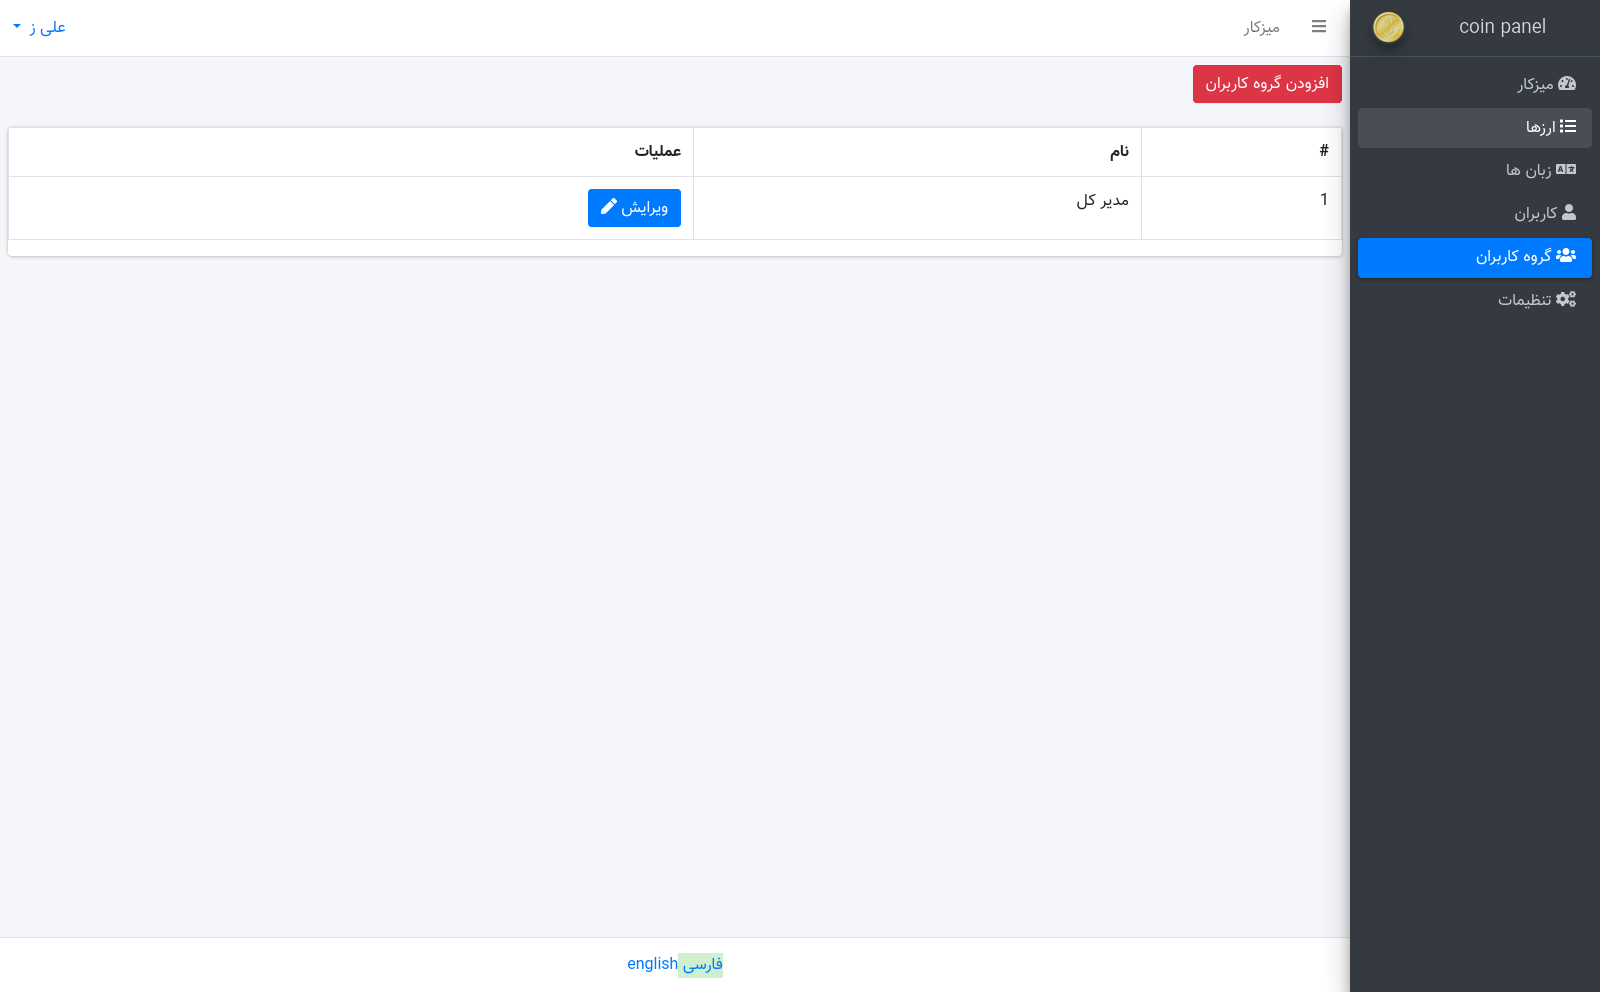 coin panel
میزکار
ارزها
زبان ها
کاربران
گروه کاربران
تنظیمات
میزکار
علی ز
افزودن گروه کاربران
# نام عملیات
1 مدیر کل ویرایش
فارسی english